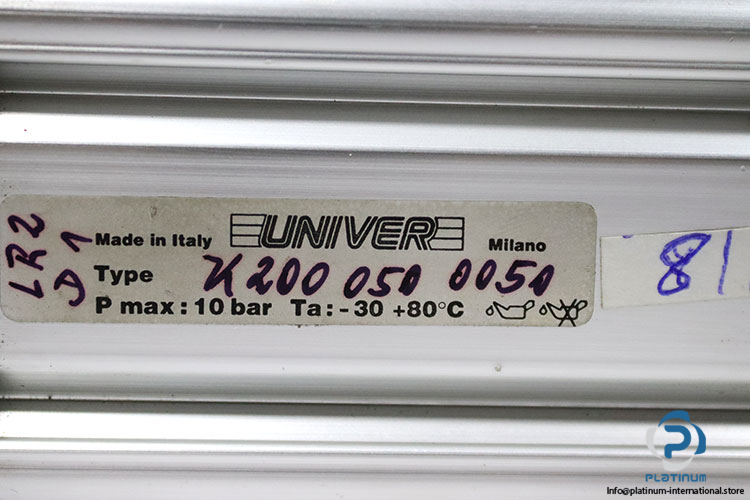 LR2
D1
Made in Italy UNIVER Milano
Type K200 050 0050
P max : 10 bar Ta : - 30 +80°C
81
PLATINUM
Info@platinum-international.store